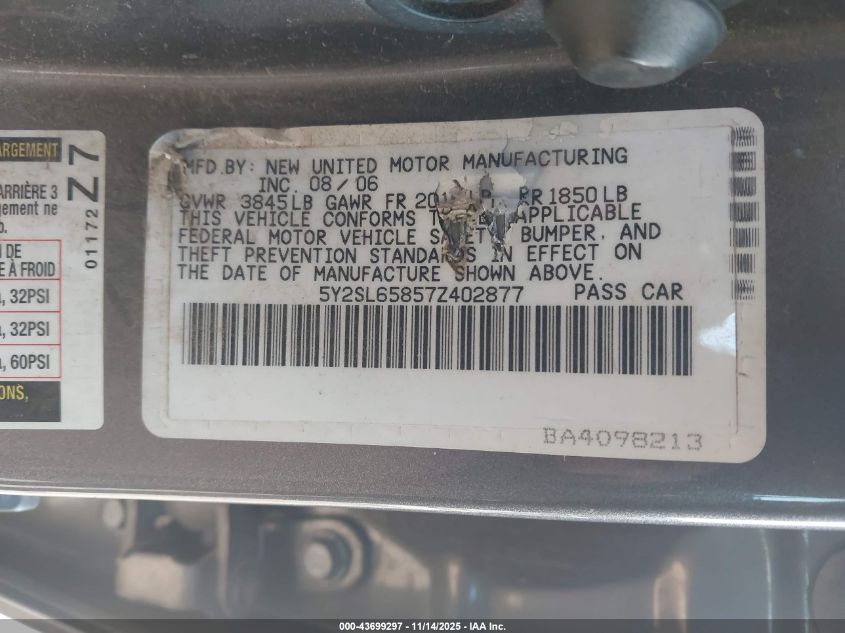 ARGEMENT
ARRIÈRE 3
gement ne
b.
N DE
E À FROID
a, 32PSI
a, 32PSI
a, 60PSI
ONS,
01172
Z7
MFD.BY: NEW UNITED MOTOR MANUFACTURING
INC. 08/06
GVWR 3845LB GAWR FR RR1850LB
THIS VEHICLE CONFORMS APPLICABLE
FEDERAL MOTOR VEHICLE BUMPER, AND
THEFT PREVENTION STANDARDS IN EFFECT ON
THE DATE OF MANUFACTURE SHOWN ABOVE.
5Y2SL65857Z402877 PASS CAR
BA4098213
000-43699297 | 11/14/2025 | IAA Inc.